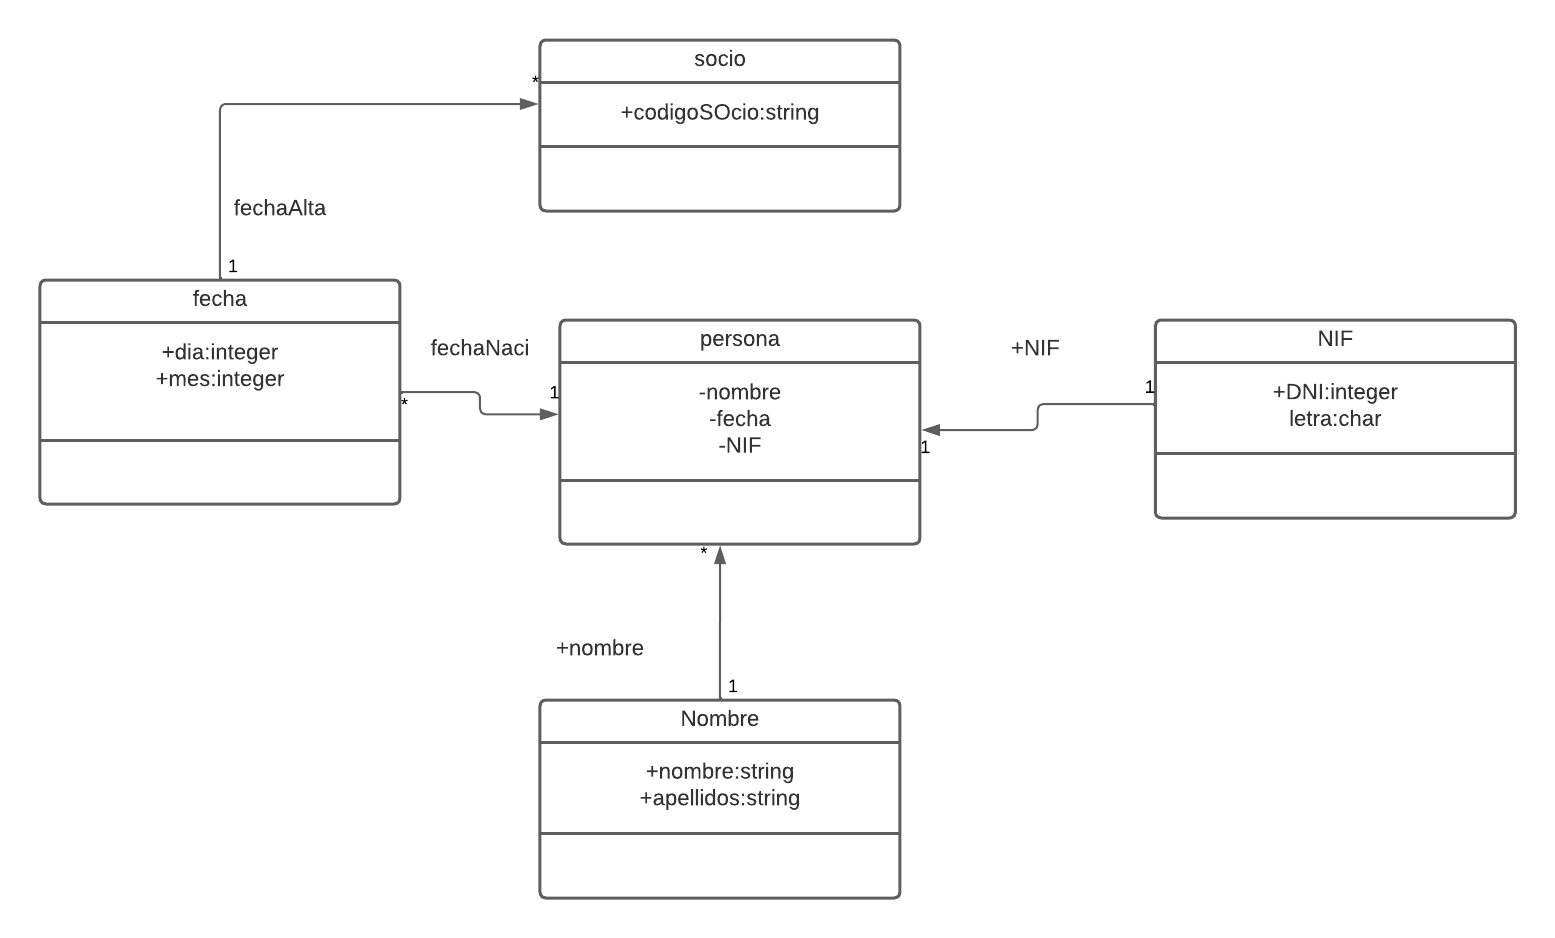 socio
*
+codigoSOcio:string
fechaAlta
1
fecha
+dia:integer
+mes:integer
fechaNaci
*
1
persona
-nombre
-fecha
-NIF
+NIF
1
1
NIF
+DNI:integer
letra:char
*
+nombre
1
Nombre
+nombre:string
+apellidos:string